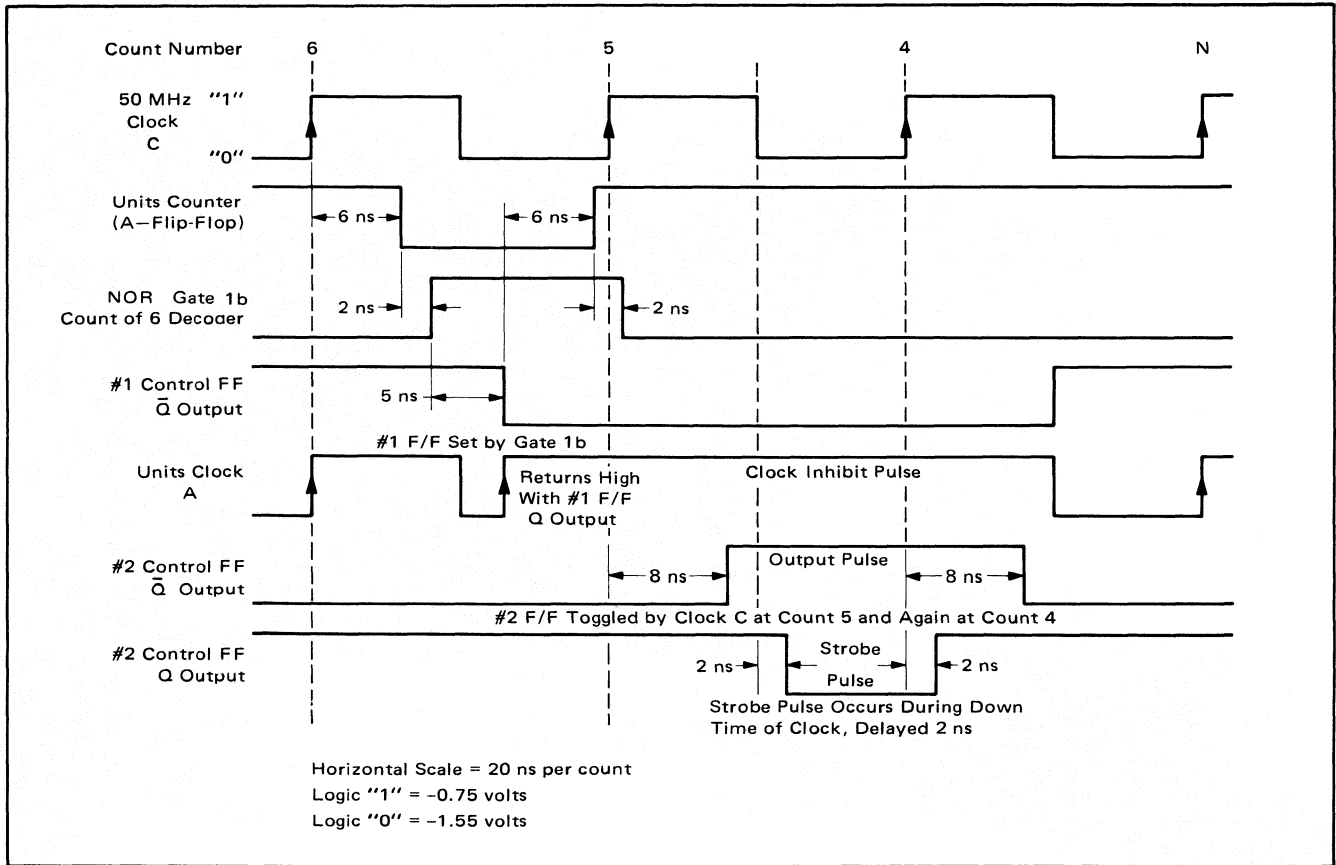 Count Number 6 5 4 N
50 MHz "1"
Clock
C
"0"
Units Counter
(A—Flip-Flop)
6 ns 6 ns
NOR Gate 1b
Count of 6 Decoder
2 ns 2 ns
#1 Control FF
Q̅ Output
5 ns
#1 F/F Set by Gate 1b
Units Clock
A
Returns High
With #1 F/F
Q Output
Clock Inhibit Pulse
#2 Control FF
Q̅ Output
8 ns Output Pulse 8 ns
#2 F/F Toggled by Clock C at Count 5 and Again at Count 4
#2 Control FF
Q Output
2 ns Strobe
Pulse 2 ns
Strobe Pulse Occurs During Down
Time of Clock, Delayed 2 ns
Horizontal Scale = 20 ns per count
Logic "1" = -0.75 volts
Logic "0" = -1.55 volts